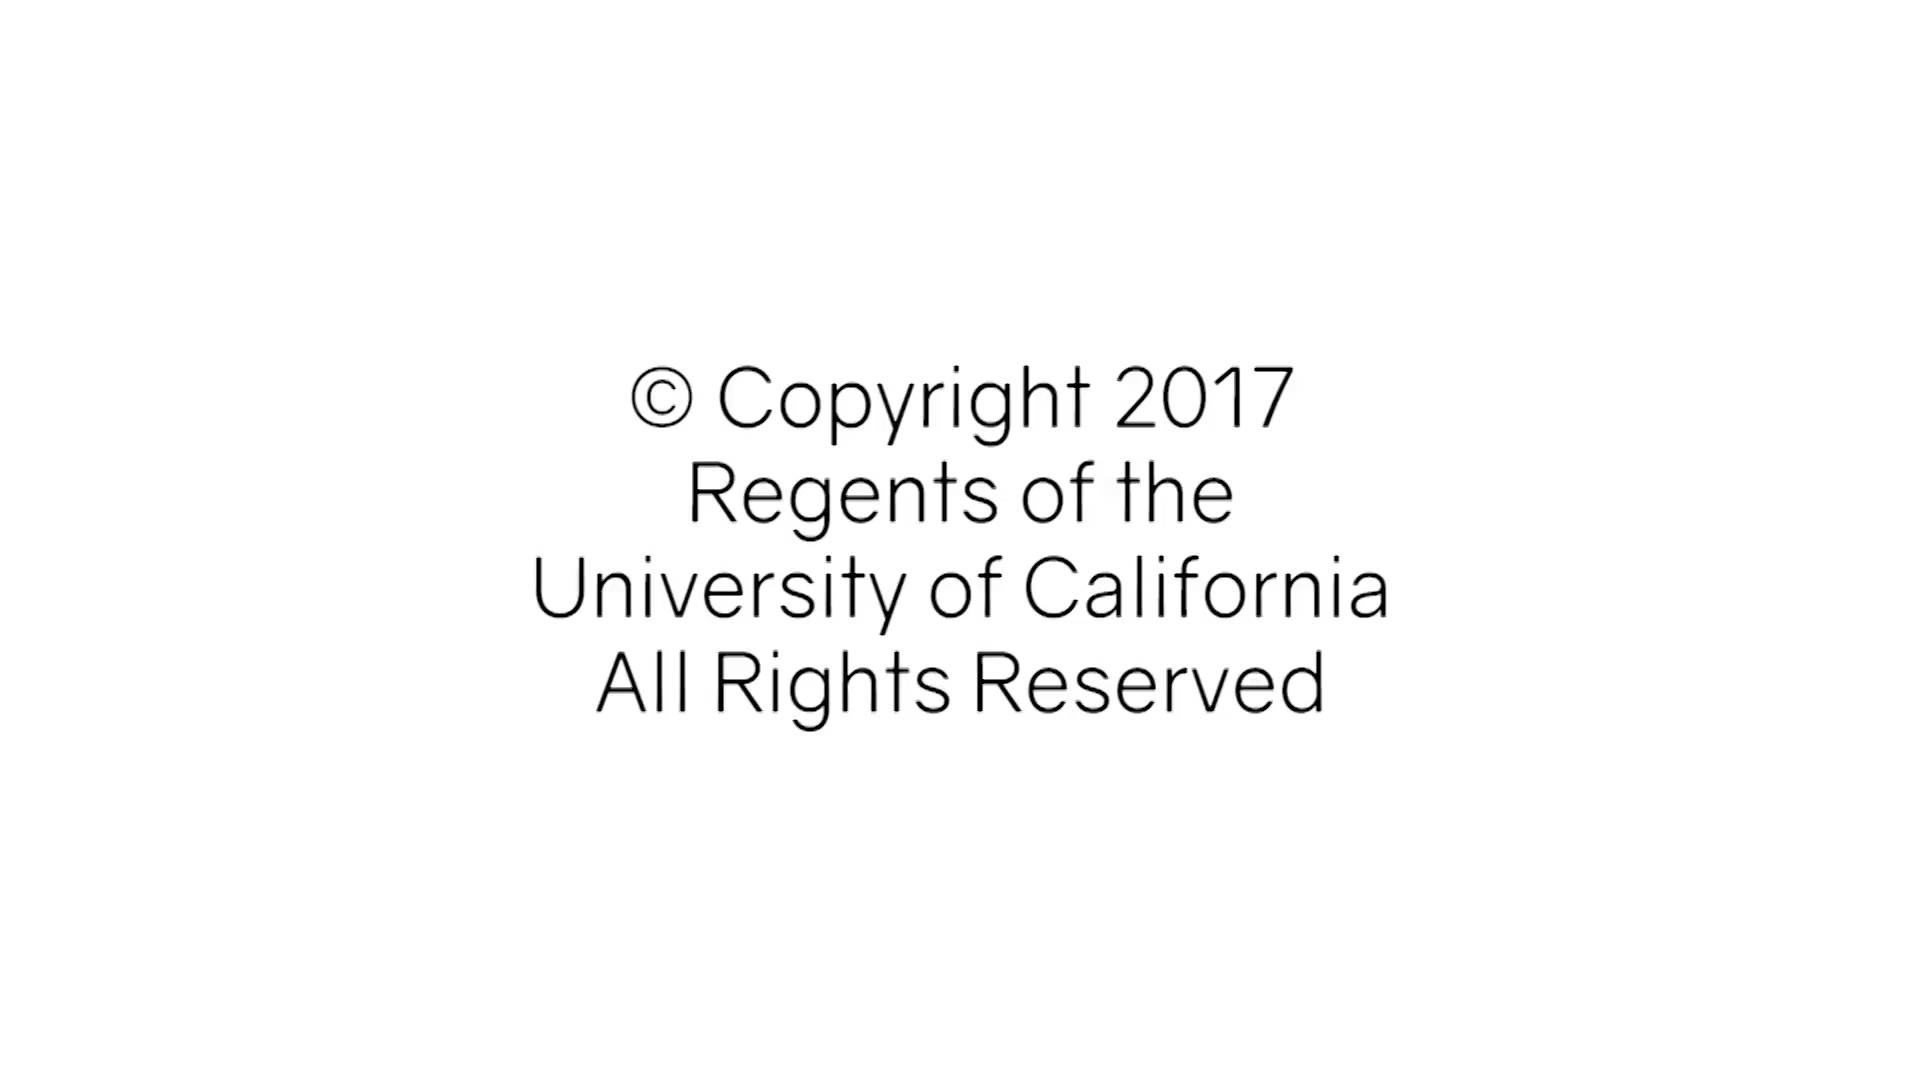 © Copyright 2017
Regents of the
University of California
All Rights Reserved